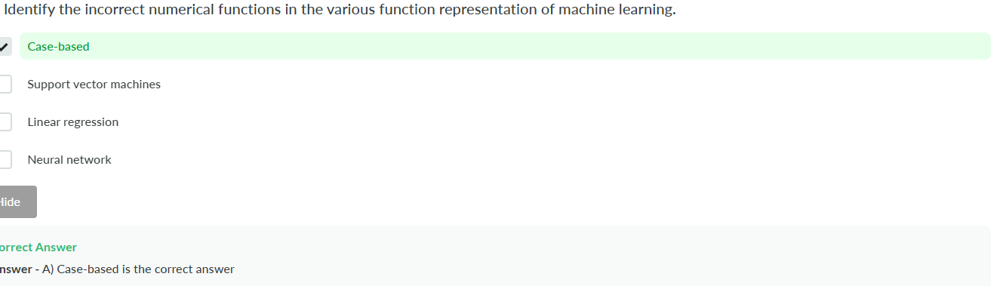 Identify the incorrect numerical functions in the various function representation of machine learning.
Case-based
Support vector machines
Linear regression
Neural network
Hide
orrect Answer
nswer - A) Case-based is the correct answer